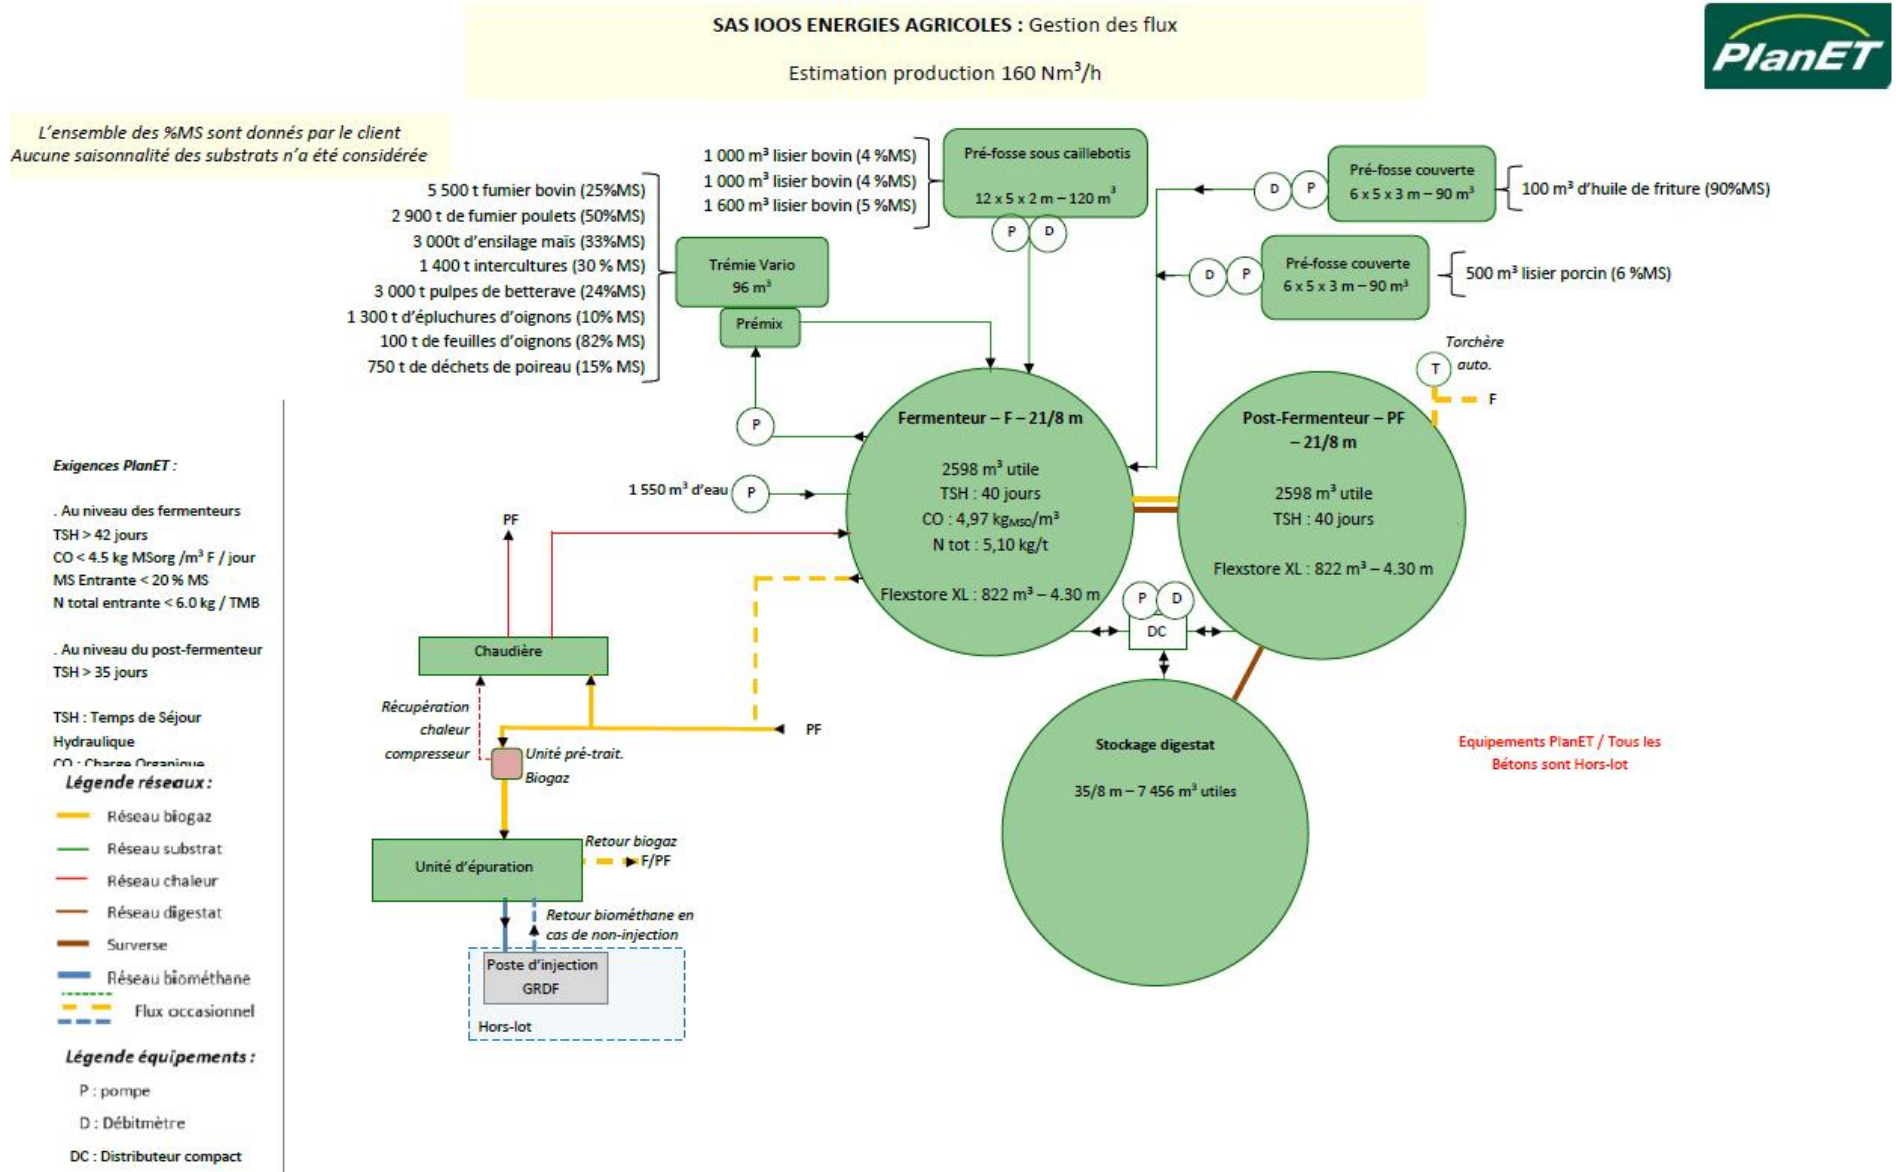 SAS IOOS ENERGIES AGRICOLES : Gestion des flux
Estimation production 160 Nm³/h
PlanET
L'ensemble des %MS sont donnés par le client
Aucune saisonnalité des substrats n'a été considérée
5 500 t fumier bovin (25%MS)
2 900 t de fumier poulets (50%MS)
3 000t d'ensilage maïs (33%MS)
1 400 t intercultures (30 % MS)
3 000 t pulpes de betterave (24%MS)
1 300 t d'épluchures d'oignons (10% MS)
100 t de feuilles d'oignons (82% MS)
750 t de déchets de poireau (15% MS)
Trémie Vario
96 m³
Prémix
P
1 000 m³ lisier bovin (4 %MS)
1 000 m³ lisier bovin (4 %MS)
1 600 m³ lisier bovin (5 %MS)
Pré-fosse sous caillebotis
12 x 5 x 2 m – 120 m³
P D
D P
Pré-fosse couverte
6 x 5 x 3 m – 90 m³
100 m³ d'huile de friture (90%MS)
D P
Pré-fosse couverte
6 x 5 x 3 m – 90 m³
500 m³ lisier porcin (6 %MS)
Torchère
auto.
T
F
Fermenteur – F – 21/8 m
2598 m³ utile
TSH : 40 jours
CO : 4,97 kgMSO/m³
N tot : 5,10 kg/t
Flexstore XL : 822 m³ – 4.30 m
Post-Fermenteur – PF
– 21/8 m
2598 m³ utile
TSH : 40 jours
Flexstore XL : 822 m³ – 4.30 m
1 550 m³ d'eau
P
P D
DC
Stockage digestat
35/8 m – 7 456 m³ utiles
Equipements PlanET / Tous les
Bétons sont Hors-lot
PF
Chaudière
Récupération
chaleur
compresseur
PF
Unité pré-trait.
Biogaz
Unité d'épuration
Retour biogaz
F/PF
Retour biométhane en
cas de non-injection
Poste d'injection
GRDF
Hors-lot
Exigences PlanET :
. Au niveau des fermenteurs
TSH > 42 jours
CO < 4.5 kg MSorg /m³ F / jour
MS Entrante < 20 % MS
N total entrante < 6.0 kg / TMB
. Au niveau du post-fermenteur
TSH > 35 jours
TSH : Temps de Séjour
Hydraulique
CO : Charge Organique
Légende réseaux :
Réseau biogaz
Réseau substrat
Réseau chaleur
Réseau digestat
Surverse
Réseau biométhane
Flux occasionnel
Légende équipements :
P : pompe
D : Débitmètre
DC : Distributeur compact